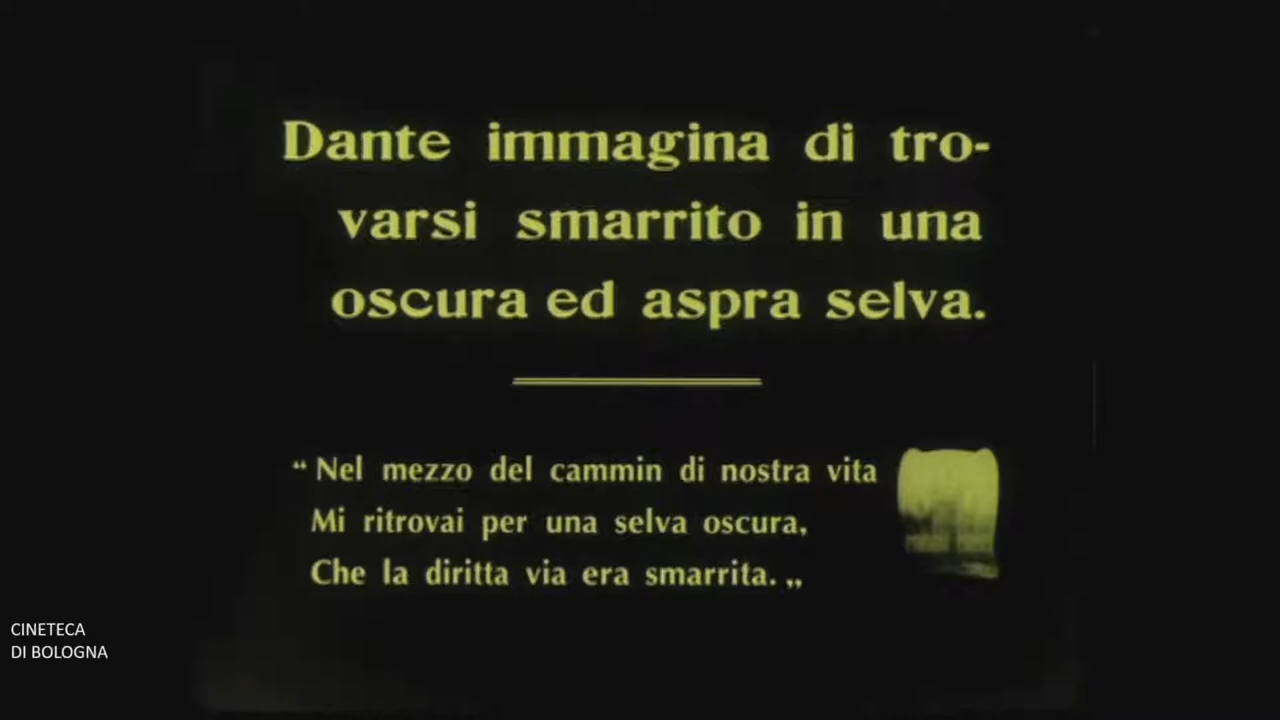 Dante immagina di tro-
varsi smarrito in una
oscura ed aspra selva.
“ Nel mezzo del cammin di nostra vita
Mi ritrovai per una selva oscura,
Che la diritta via era smarrita. „
CINETECA
DI BOLOGNA